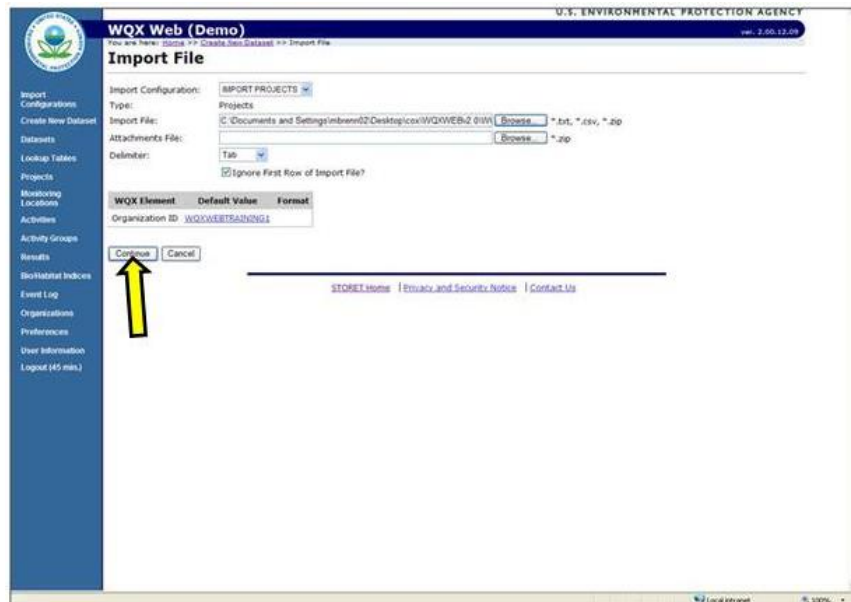 U.S. ENVIRONMENTAL PROTECTION AGENCY
WQX Web (Demo)
ver. 2.00.12.09
You are here: Home >> Create New Dataset >> Import File
Import File
Import Configurations
Create New Dataset
Datasets
Lookup Tables
Projects
Monitoring Locations
Activities
Activity Groups
Results
Bio/Habitat Indices
Event Log
Organizations
Preferences
User Information
Logout (45 min.)
Import Configuration: IMPORT PROJECTS
Type: Projects
Import File: C:\Documents and Settings\mbrenn02\Desktop\cox\WQXWEBv2 0\W Browse... *.txt, *.csv, *.zip
Attachments File: Browse... *.zip
Delimiter: Tab
Ignore First Row of Import File?
WQX Element Default Value Format
Organization ID WQXWEBTRAINING1
Continue Cancel
STORET Home | Privacy and Security Notice | Contact Us
Local intranet 100%